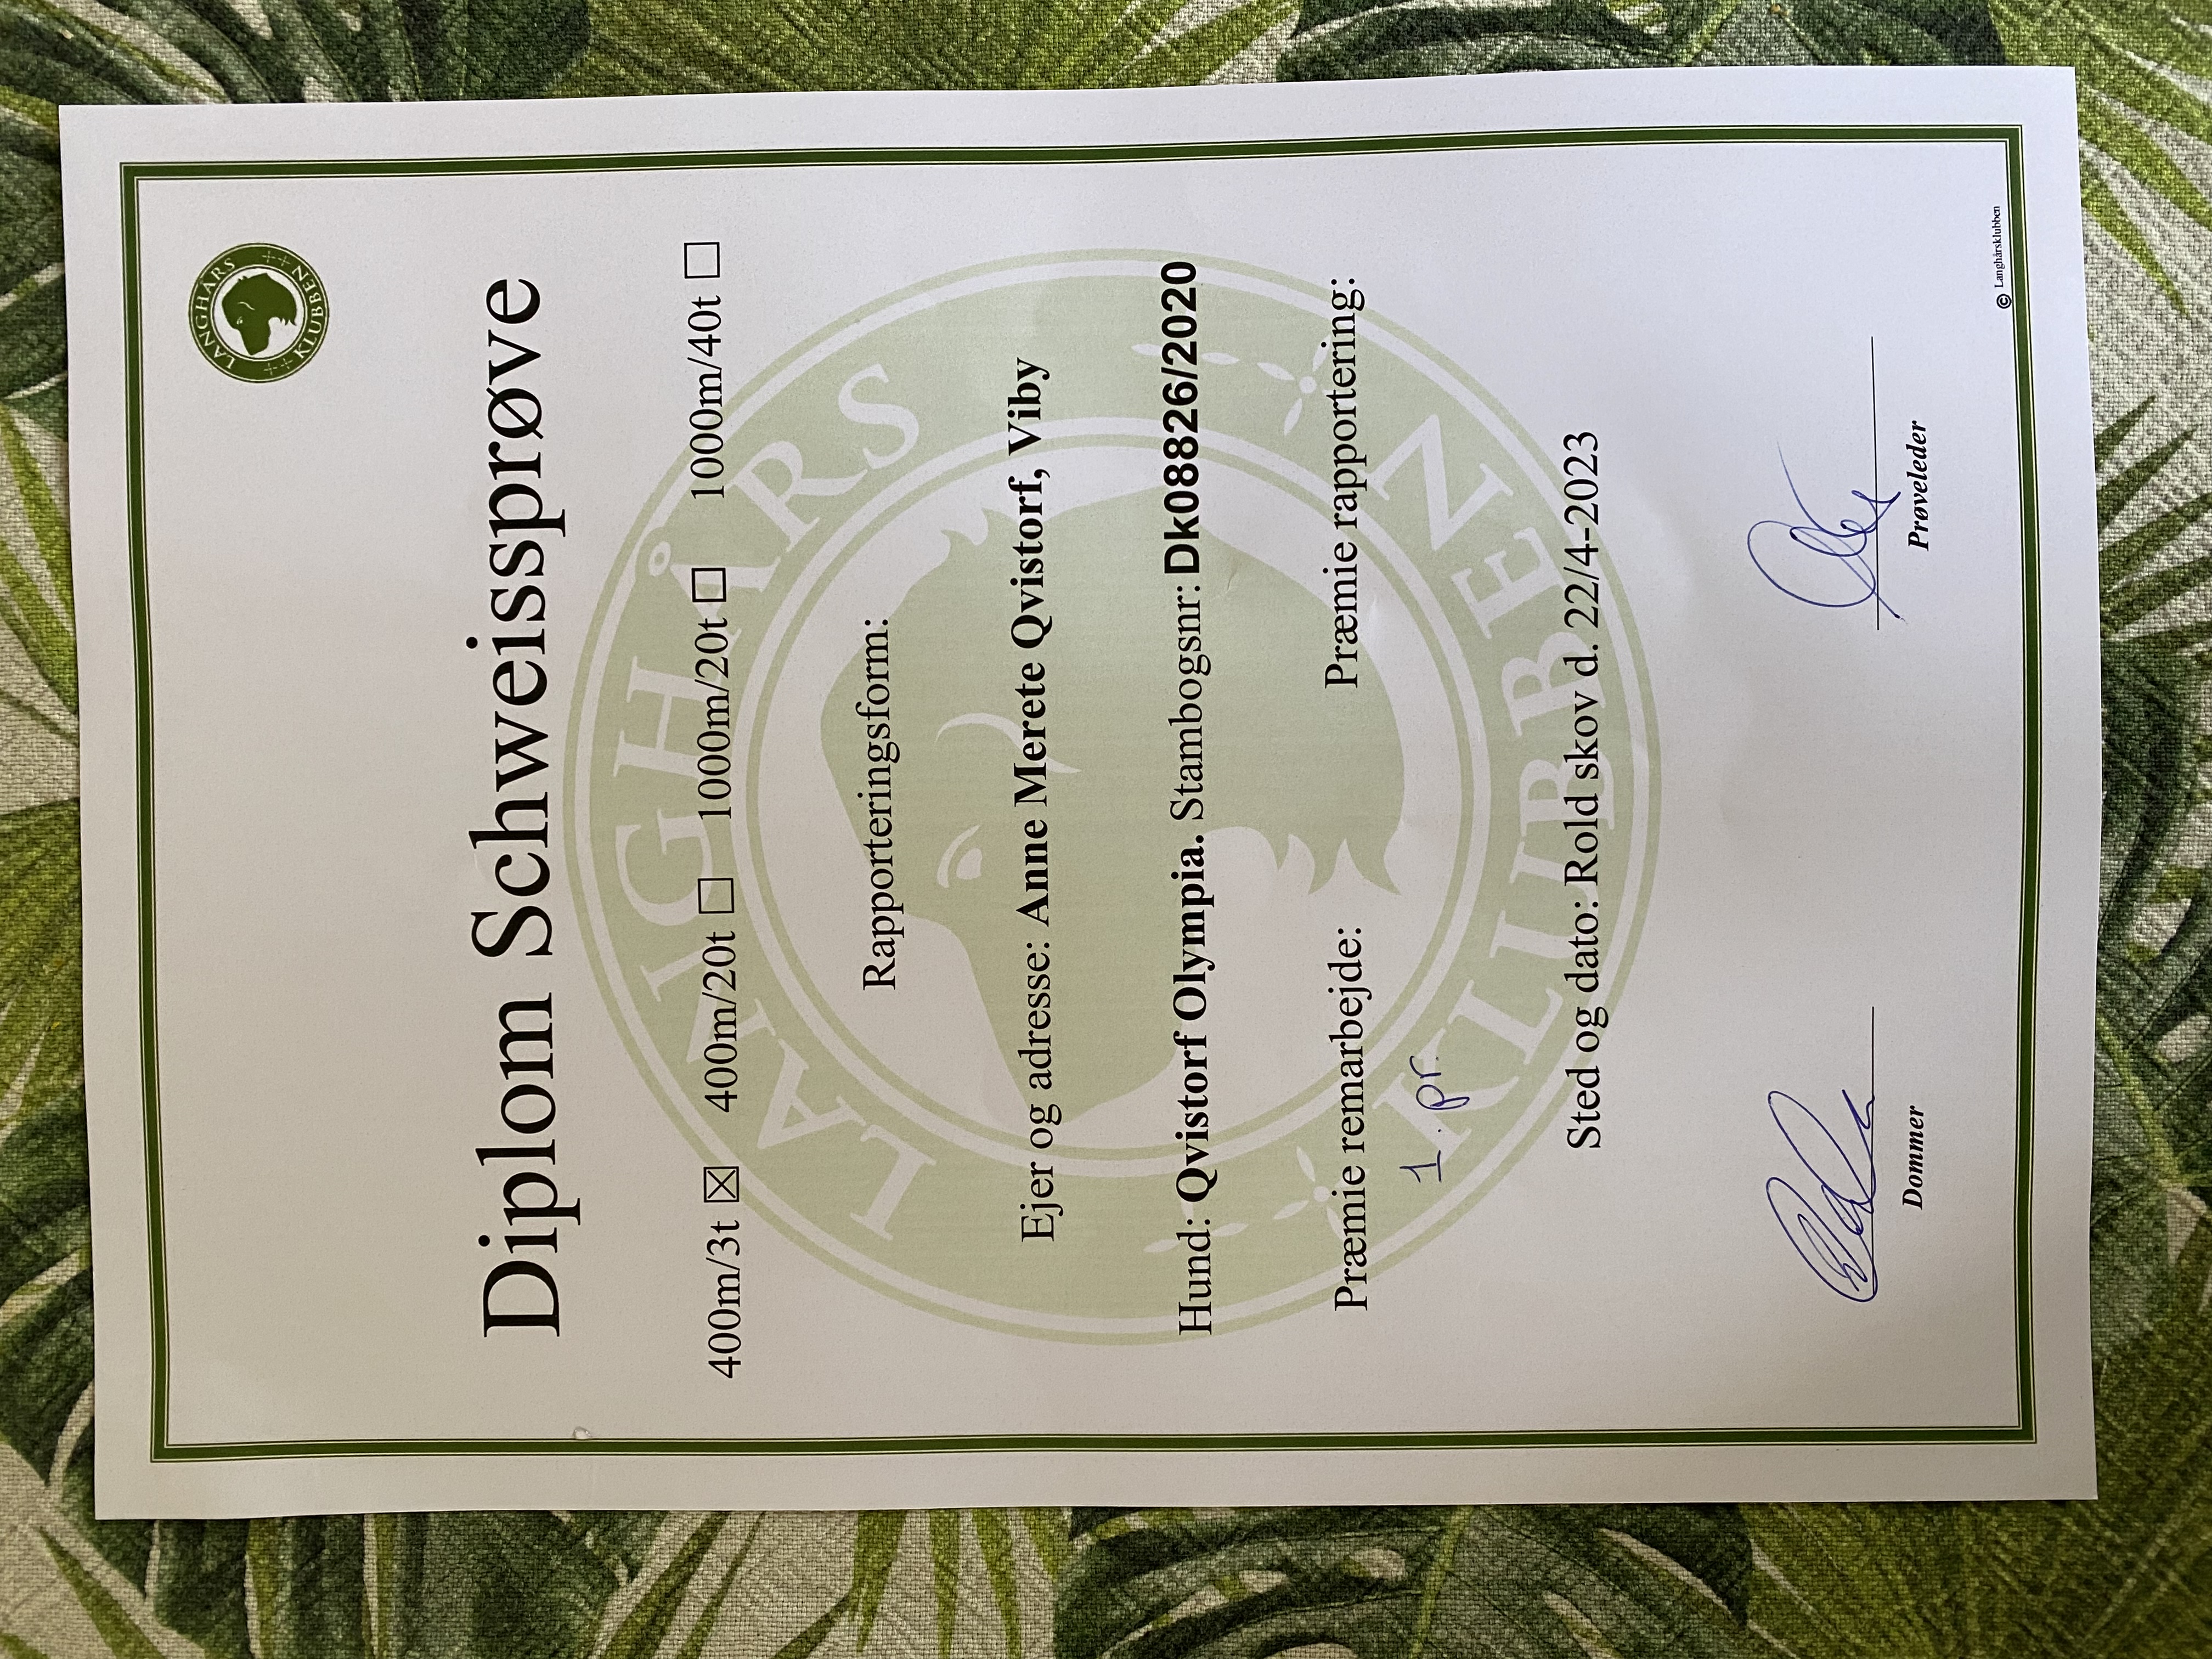 LANGHÅRS KLUBBEN
Diplom Schweissprøve
400m/3t ☒ 400m/20t ☐ 1000m/20t ☐ 1000m/40t ☐
Rapporteringsform:
Ejer og adresse: Anne Merete Qvistorf, Viby
Hund: Qvistorf Olympia. Stambogsnr: Dk08826/2020
Præmie remarbejde: Præmie rapportering:
1. pr.
Sted og dato: Rold skov d. 22/4-2023
Dommer Prøveleder
© Langhårsklubben
LANGHÅRS KLUBBEN